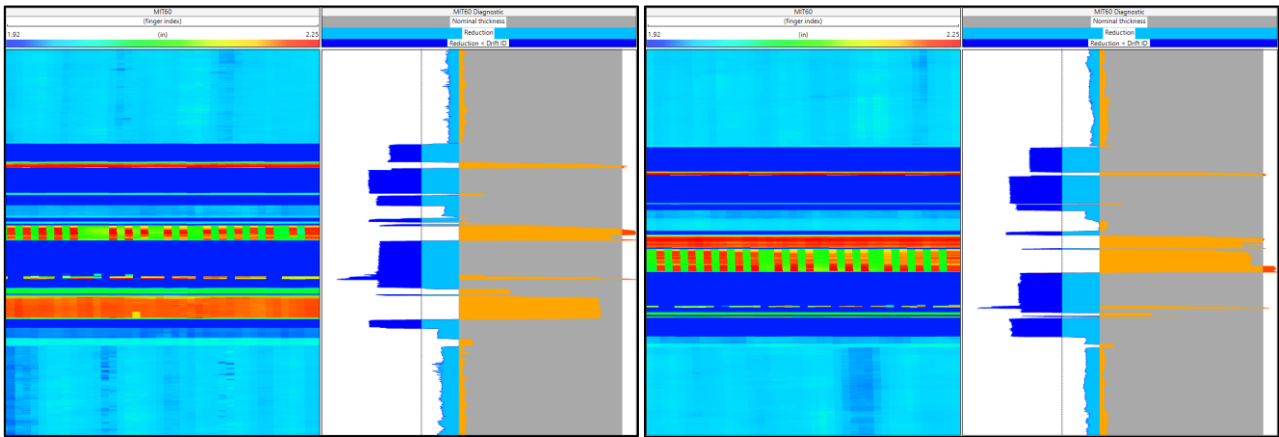 MIT60
(finger index)
1.92 (in) 2.25
MIT60 Diagnostic
Nominal thickness
Reduction
Reduction < Drift ID
MIT60
(finger index)
1.92 (in) 2.25
MIT60 Diagnostic
Nominal thickness
Reduction
Reduction < Drift ID